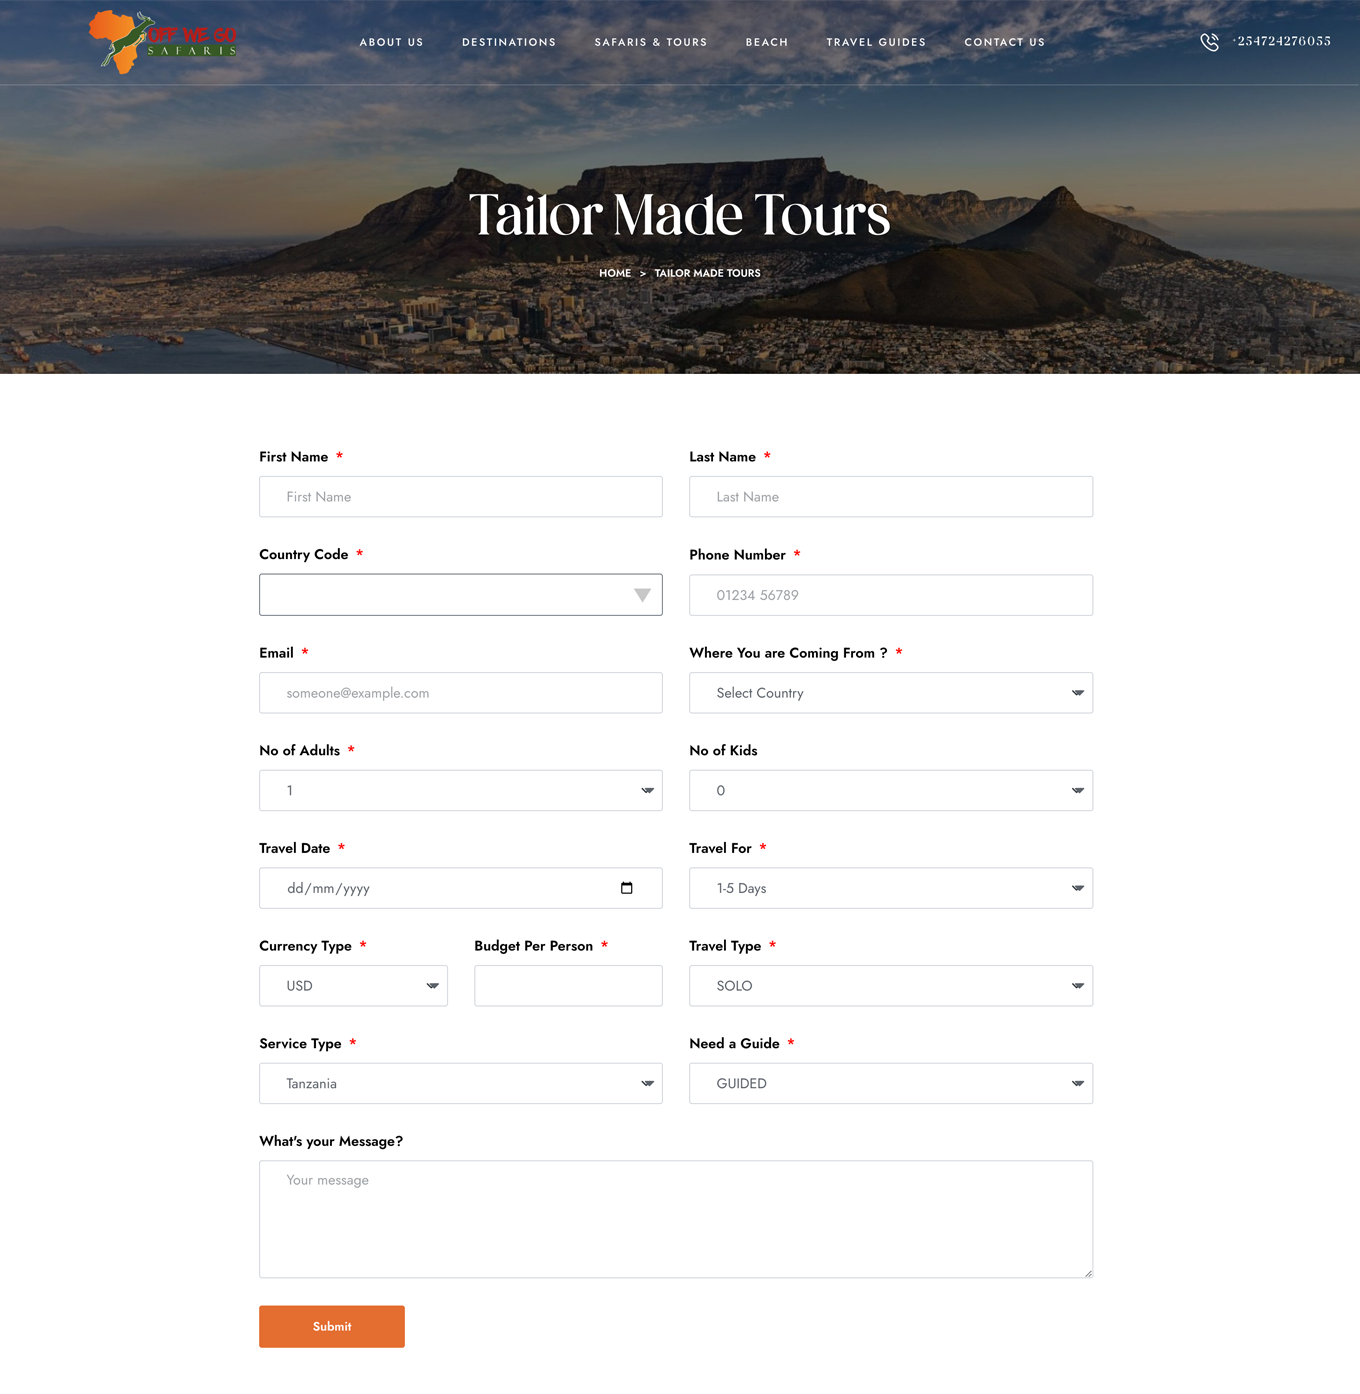 OFF WE GO
SAFARIS
ABOUT US
DESTINATIONS
SAFARIS & TOURS
BEACH
TRAVEL GUIDES
CONTACT US
+254724276055
Tailor Made Tours
HOME > TAILOR MADE TOURS
First Name *
Last Name *
First Name
Last Name
Country Code *
Phone Number *
01234 56789
Email *
Where You are Coming From ? *
someone@example.com
Select Country
No of Adults *
No of Kids
1
0
Travel Date *
Travel For *
dd/mm/yyyy
1-5 Days
Currency Type *
Budget Per Person *
Travel Type *
USD
SOLO
Service Type *
Need a Guide *
Tanzania
GUIDED
What's your Message?
Your message
Submit